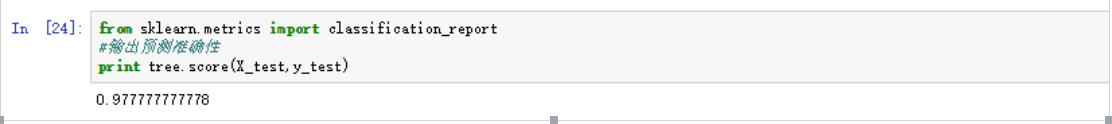 In [24]: from sklearn.metrics import classification_report
#输出预测准确性
print tree.score(X_test,y_test)
0.977777777778